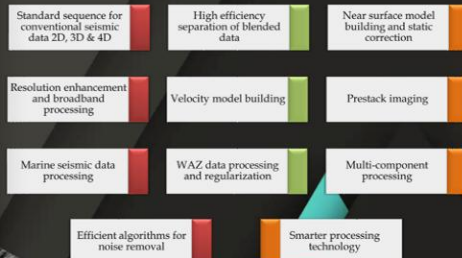 Standard sequence for
conventional seismic
data 2D, 3D & 4D
High efficiency
separation of blended
data
Near surface model
building and static
correction
Resolution enhancement
and broadband
processing
Velocity model building
Prestack imaging
Marine seismic data
processing
WAZ data processing
and regularization
Multi-component
processing
Efficient algorithms for
noise removal
Smarter processing
technology